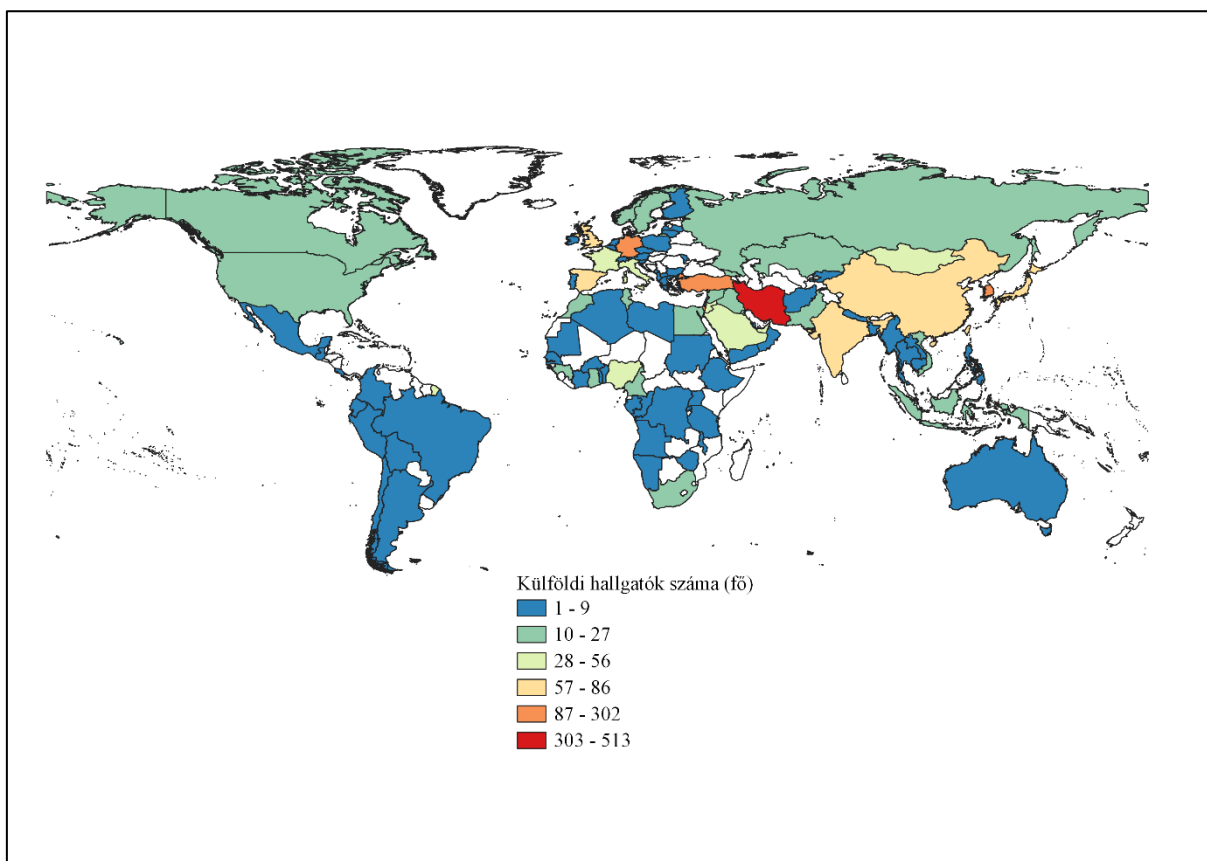 Külföldi hallgatók száma (fő)
1 - 9
10 - 27
28 - 56
57 - 86
87 - 302
303 - 513